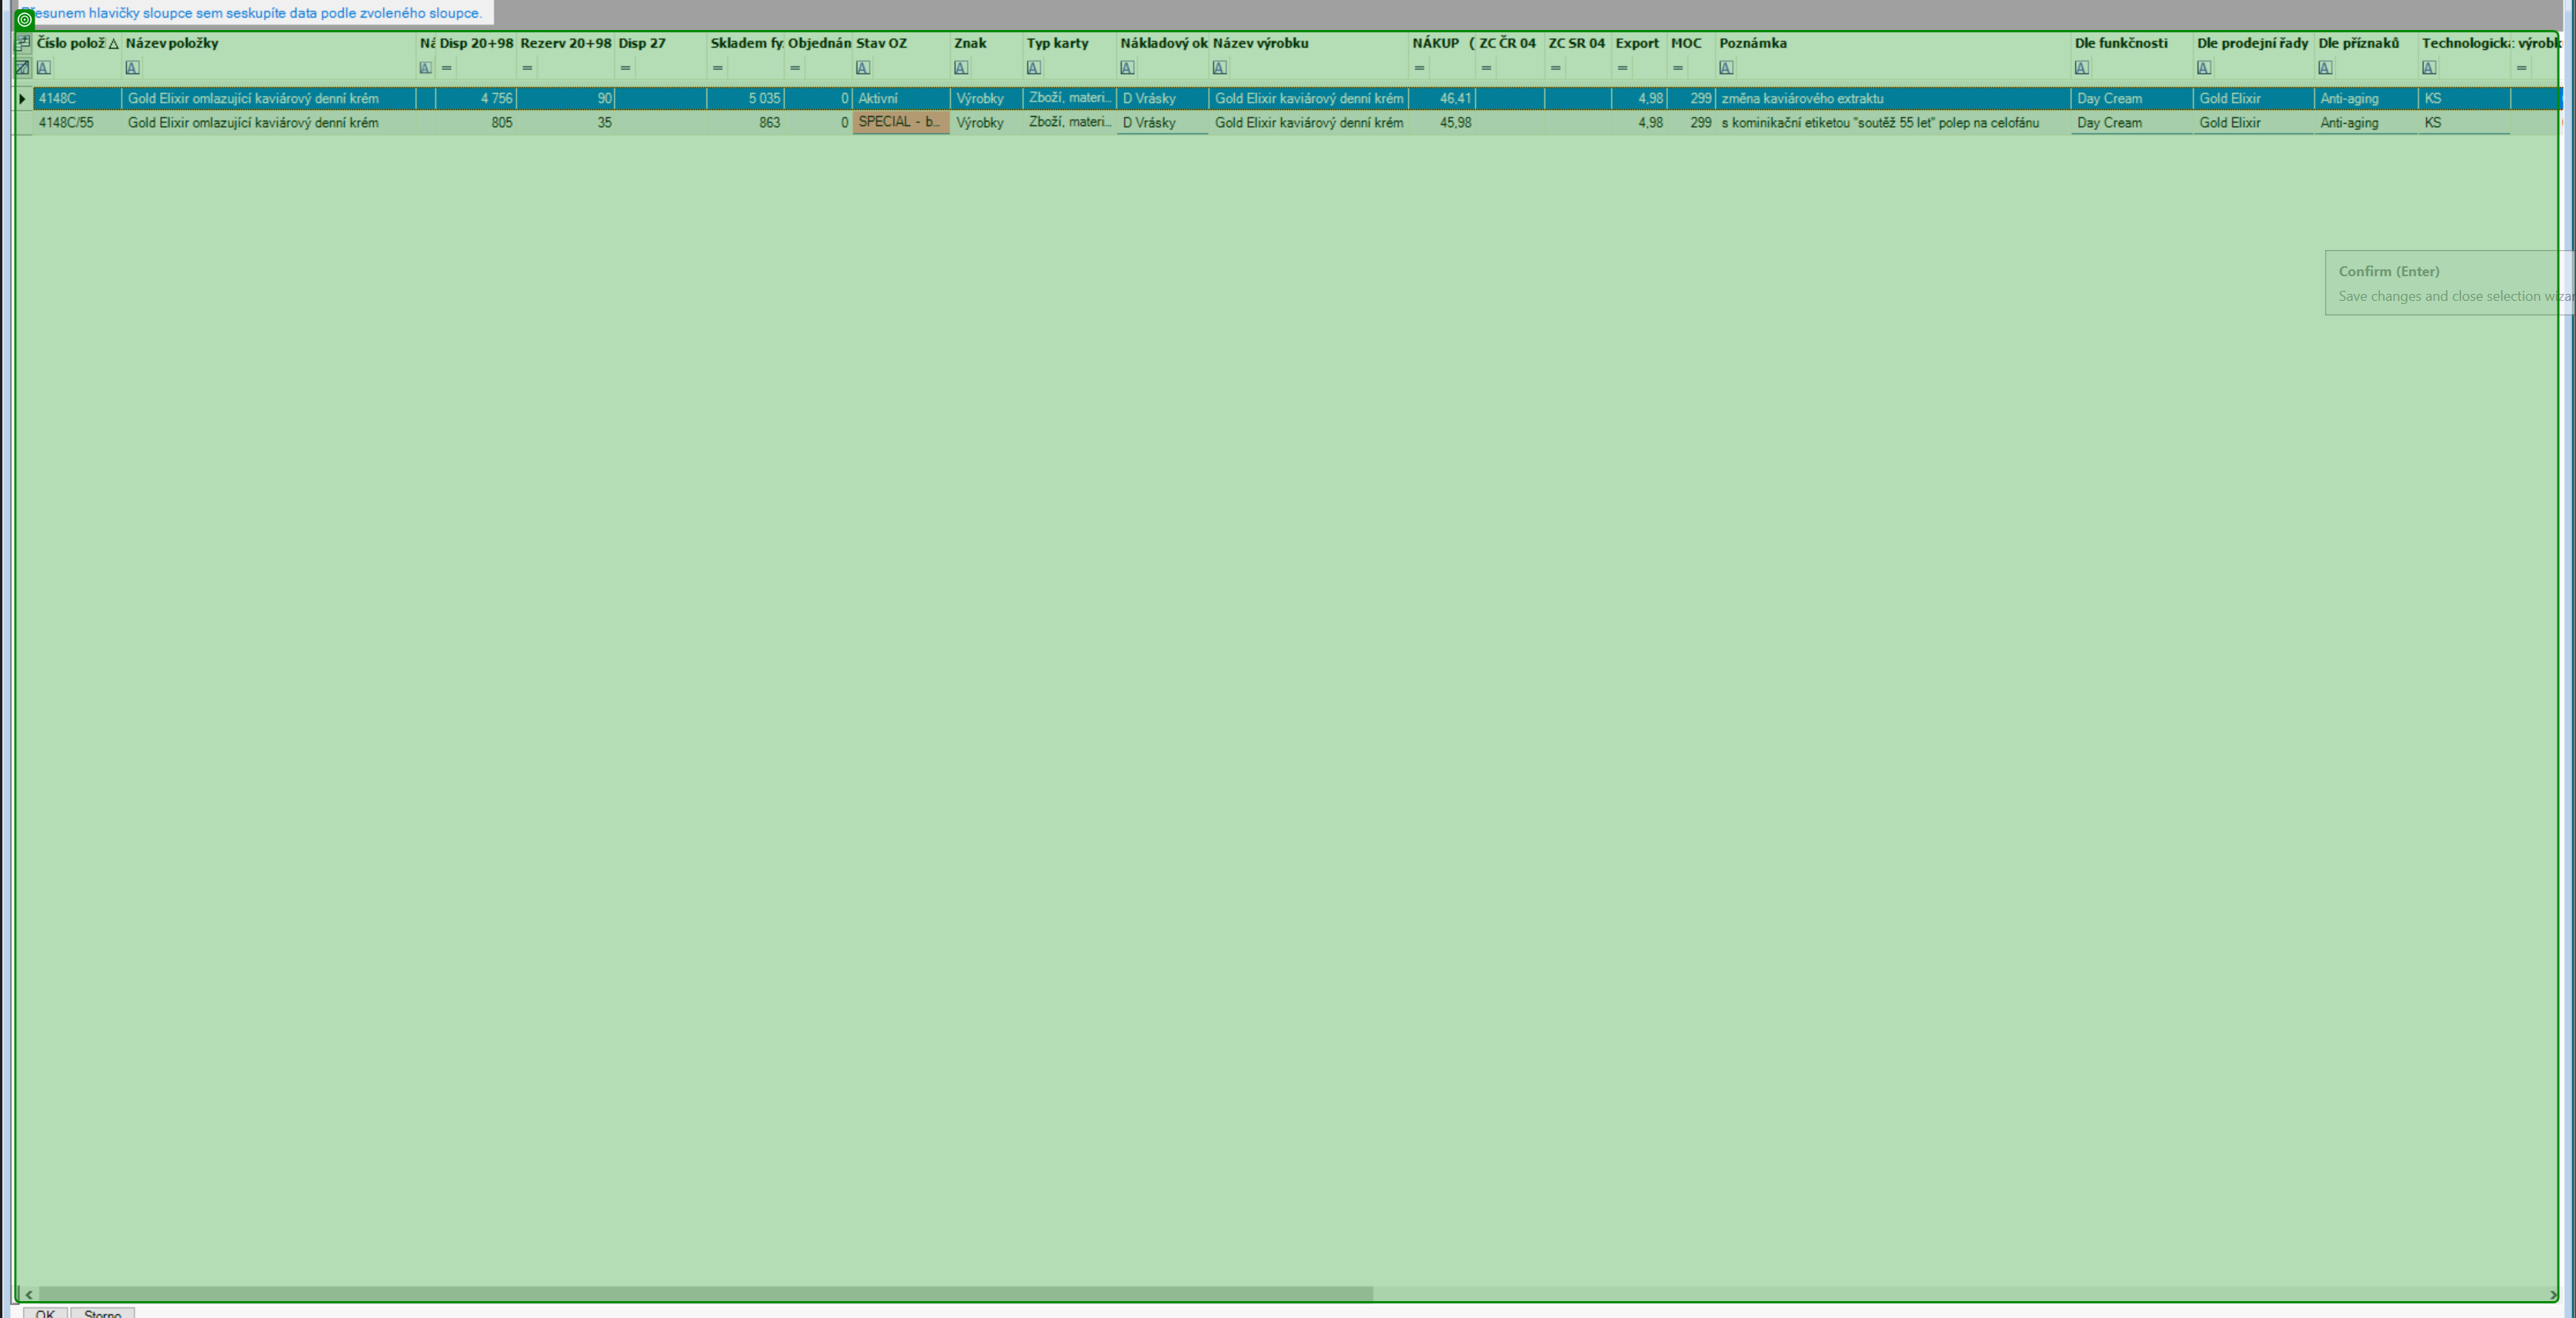 řesunem hlavičky sloupce sem seskupíte data podle zvoleného sloupce.
Číslo polož Název položky Ná Disp 20+98 Rezerv 20+98 Disp 27 Skladem fy Objednán Stav OZ Znak Typ karty Nákladový ok Název výrobku NÁKUP ( ZC ČR 04 ZC SR 04 Export MOC Poznámka Dle funkčnosti Dle prodejní řady Dle příznaků Technologická výrobk
A A A = = = = = A A A A A = = = = = A A A A A =
4148C Gold Elixir omlazující kaviárový denní krém 4 756 90 5 035 0 Aktivní Výrobky Zboží, materi... D Vrásky Gold Elixir kaviárový denní krém 46,41 4,98 299 změna kaviárového extraktu Day Cream Gold Elixir Anti-aging KS
4148C/55 Gold Elixir omlazující kaviárový denní krém 805 35 863 0 SPECIAL - b... Výrobky Zboží, materi... D Vrásky Gold Elixir kaviárový denní krém 45,98 4,98 299 s kominikační etiketou "soutěž 55 let" polep na celofánu Day Cream Gold Elixir Anti-aging KS
Confirm (Enter)
Save changes and close selection wizar
OK Storno